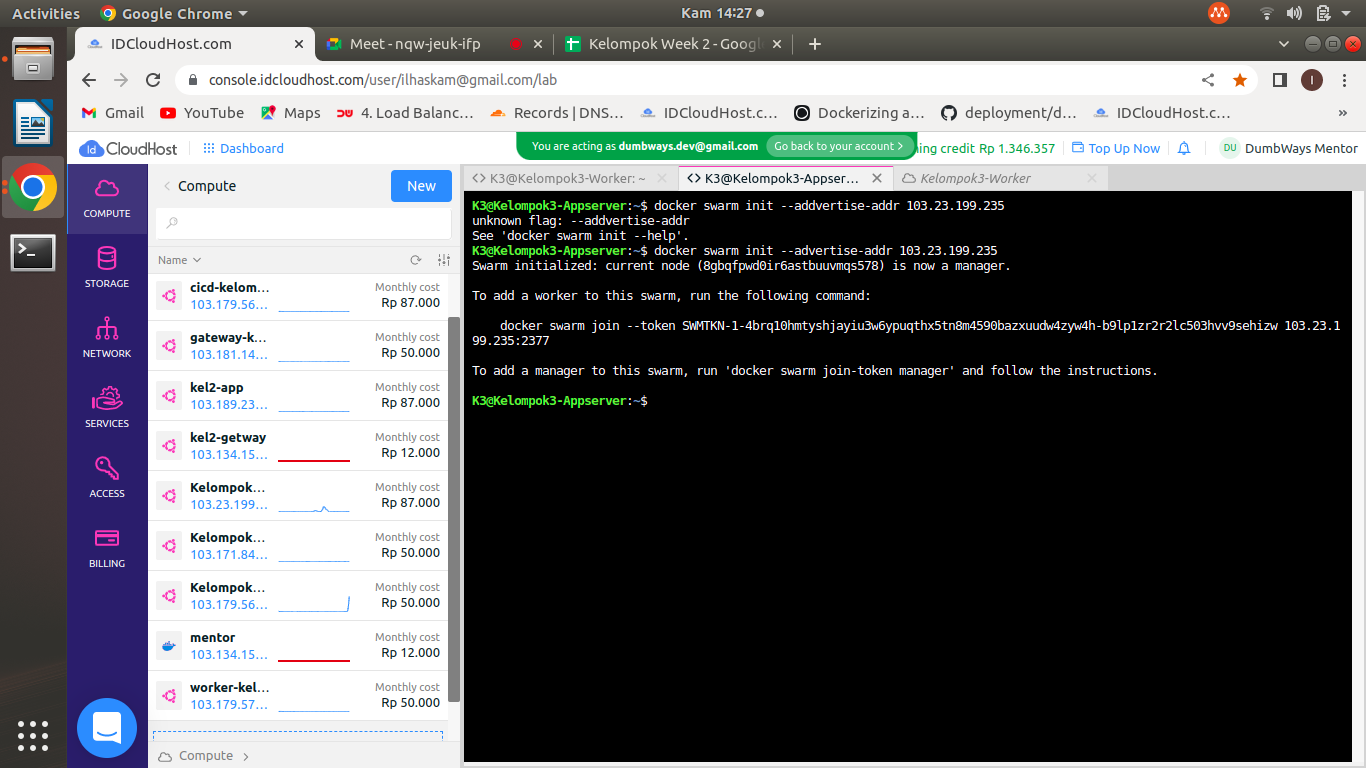 Activities
Google Chrome
Kam 14:27
IDCloudHost.com
Meet - nqw-jeuk-ifp
Kelompok Week 2 - Googl
console.idcloudhost.com/user/ilhaskam@gmail.com/lab
I
Gmail
YouTube
Maps
4. Load Balanc...
Records | DNS...
IDCloudHost.c...
Dockerizing a...
deployment/d...
IDCloudHost.c...
»
Id CloudHost
Dashboard
You are acting as dumbways.dev@gmail.com
Go back to your account >
ning credit Rp 1.346.357
Top Up Now
DU
DumbWays Mentor
COMPUTE
STORAGE
NETWORK
SERVICES
ACCESS
BILLING
Compute
New
Name
cicd-kelom...
103.179.56...
Monthly cost
Rp 87.000
gateway-k...
103.181.14...
Monthly cost
Rp 50.000
kel2-app
103.189.23...
Monthly cost
Rp 87.000
kel2-getway
103.134.15...
Monthly cost
Rp 12.000
Kelompok...
103.23.199...
Monthly cost
Rp 87.000
Kelompok...
103.171.84...
Monthly cost
Rp 50.000
Kelompok...
103.179.56...
Monthly cost
Rp 50.000
mentor
103.134.15...
Monthly cost
Rp 12.000
worker-kel...
103.179.57...
Monthly cost
Rp 50.000
Compute
K3@Kelompok3-Worker: ~
K3@Kelompok3-Appser...
Kelompok3-Worker
K3@Kelompok3-Appserver:~$ docker swarm init --addvertise-addr 103.23.199.235
unknown flag: --addvertise-addr
See 'docker swarm init --help'.
K3@Kelompok3-Appserver:~$ docker swarm init --advertise-addr 103.23.199.235
Swarm initialized: current node (8gbqfpwd0ir6astbuuvmqs578) is now a manager.
To add a worker to this swarm, run the following command:
docker swarm join --token SWMTKN-1-4brq10hmtyshjayiu3w6ypuqthx5tn8m4590bazxuudw4zyw4h-b9lp1zr2r2lc503hvv9sehizw 103.23.1
99.235:2377
To add a manager to this swarm, run 'docker swarm join-token manager' and follow the instructions.
K3@Kelompok3-Appserver:~$